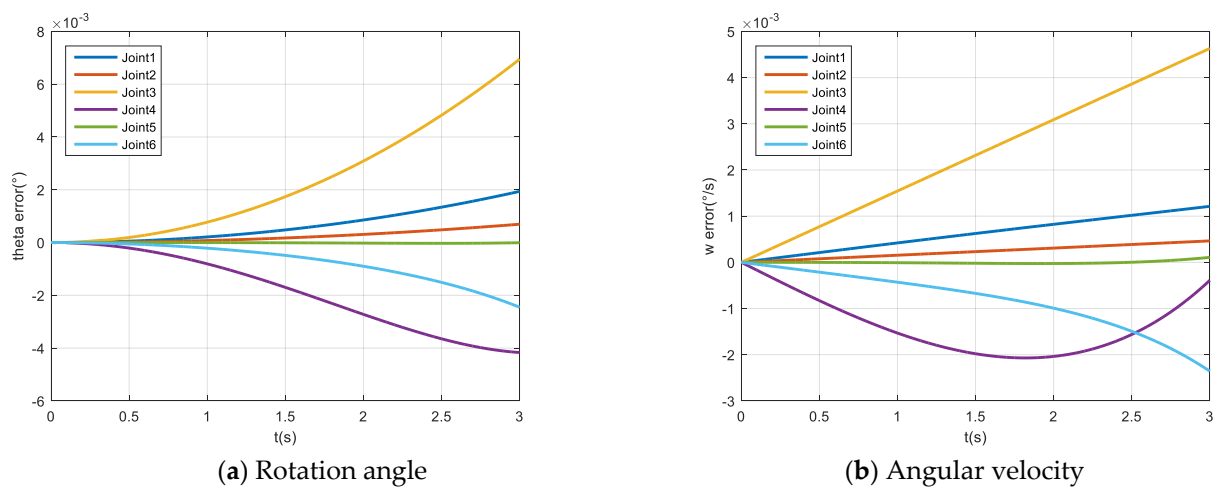 ×10⁻³
8
6
4
2
0
-2
-4
-6
theta error(°)
Joint1
Joint2
Joint3
Joint4
Joint5
Joint6
0 0.5 1 1.5 2 2.5 3
t(s)
(a) Rotation angle
×10⁻³
5
4
3
2
1
0
-1
-2
-3
w error(°/s)
Joint1
Joint2
Joint3
Joint4
Joint5
Joint6
0 0.5 1 1.5 2 2.5 3
t(s)
(b) Angular velocity